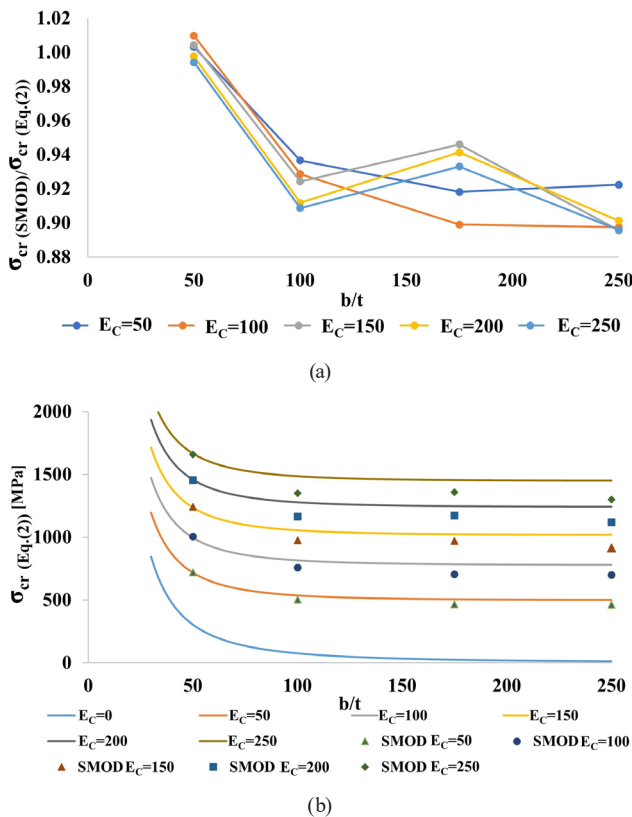 1.02
1.00
0.98
0.96
0.94
0.92
0.90
0.88
σcr (SMOD)/σcr (Eq.(2))
0 50 100 150 200 250
b/t
EC=50 EC=100 EC=150 EC=200 EC=250
(a)
2000
1500
1000
500
0
σcr (Eq.(2)) [MPa]
0 50 100 150 200 250
b/t
EC=0 EC=50 EC=100 EC=150
EC=200 EC=250 SMOD EC=50 SMOD EC=100
SMOD EC=150 SMOD EC=200 SMOD EC=250
(b)